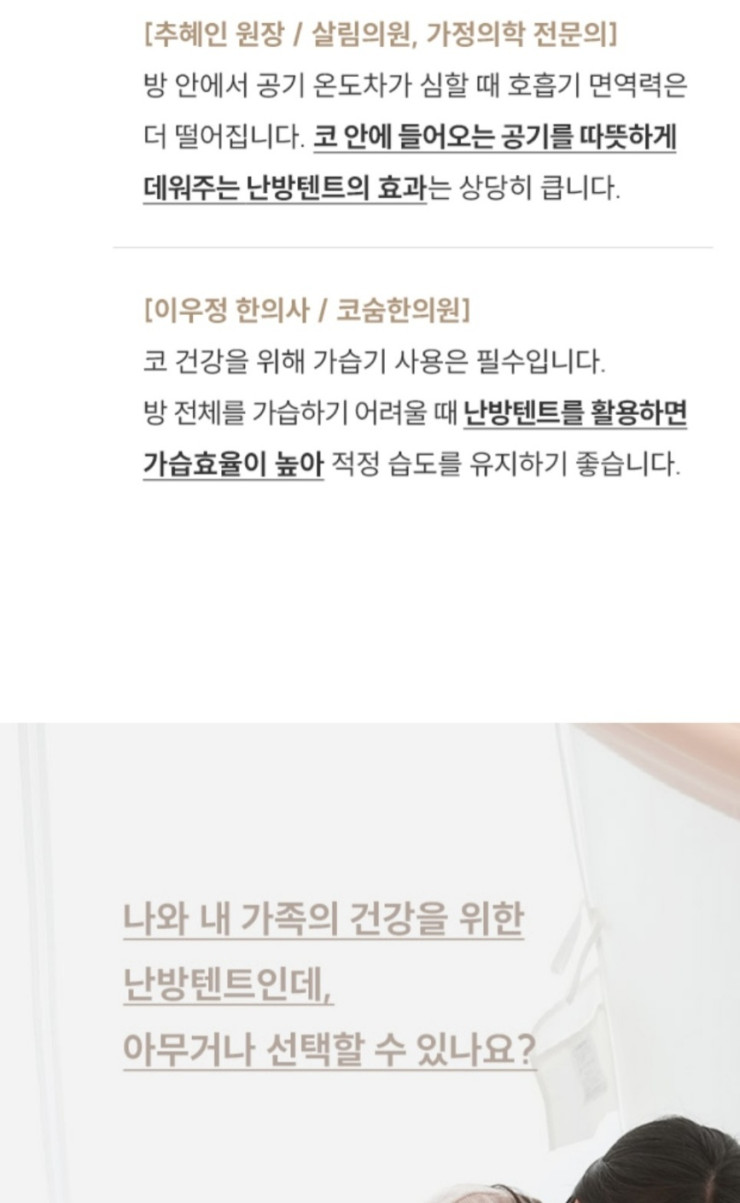 [추혜인 원장 / 살림의원, 가정의학 전문의]
방 안에서 공기 온도차가 심할 때 호흡기 면역력은
더 떨어집니다. 코 안에 들어오는 공기를 따뜻하게
데워주는 난방텐트의 효과는 상당히 큽니다.
[이우정 한의사 / 코숨한의원]
코 건강을 위해 가습기 사용은 필수입니다.
방 전체를 가습하기 어려울 때 난방텐트를 활용하면
가습효율이 높아 적정 습도를 유지하기 좋습니다.
나와 내 가족의 건강을 위한
난방텐트인데,
아무거나 선택할 수 있나요?